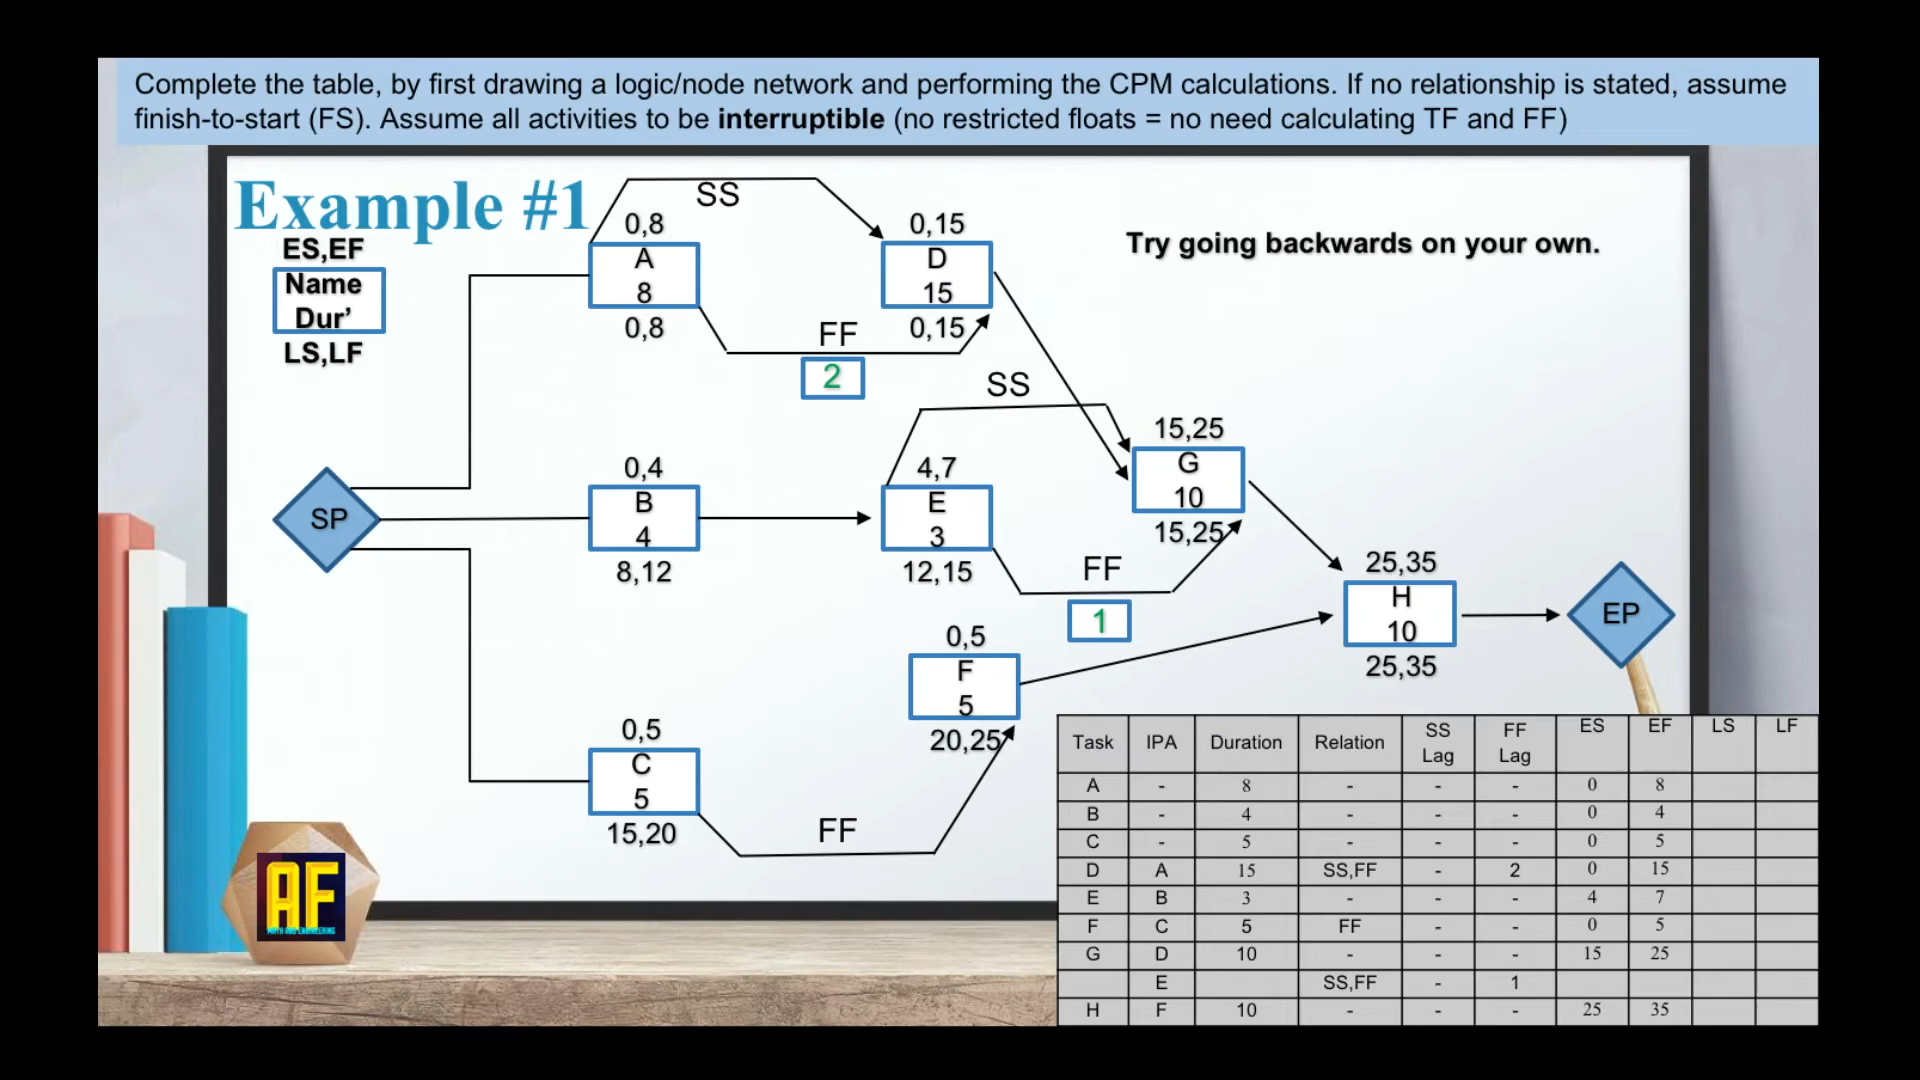 Complete the table, by first drawing a logic/node network and performing the CPM calculations. If no relationship is stated, assume
finish-to-start (FS). Assume all activities to be interruptible (no restricted floats = no need calculating TF and FF)
Example #1
ES,EF
Name
Dur’
LS,LF
Try going backwards on your own.
SS
0,8
A
8
0,8
0,15
D
15
0,15
FF
2
SS
15,25
G
10
15,25
SP
0,4
B
4
8,12
4,7
E
3
12,15
FF
1
25,35
H
10
25,35
EP
0,5
F
5
20,25
0,5
C
5
15,20
FF
AF
Task IPA Duration Relation SS Lag FF Lag ES EF LS LF
A - 8 - - - 0 8
B - 4 - - - 0 4
C - 5 - - - 0 5
D A 15 SS,FF - 2 0 15
E B 3 - - - 4 7
F C 5 FF - - 0 5
G D 10 - - - 15 25
E SS,FF - 1
H F 10 - - - 25 35